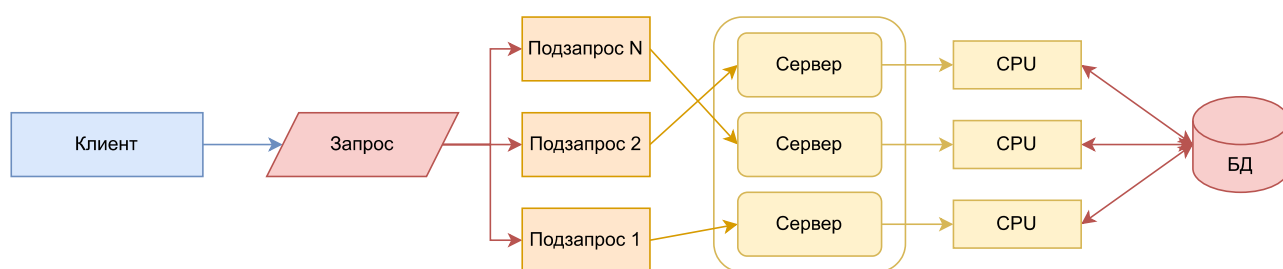 Клиент
Запрос
Подзапрос N
Подзапрос 2
Подзапрос 1
Сервер
Сервер
Сервер
CPU
CPU
CPU
БД